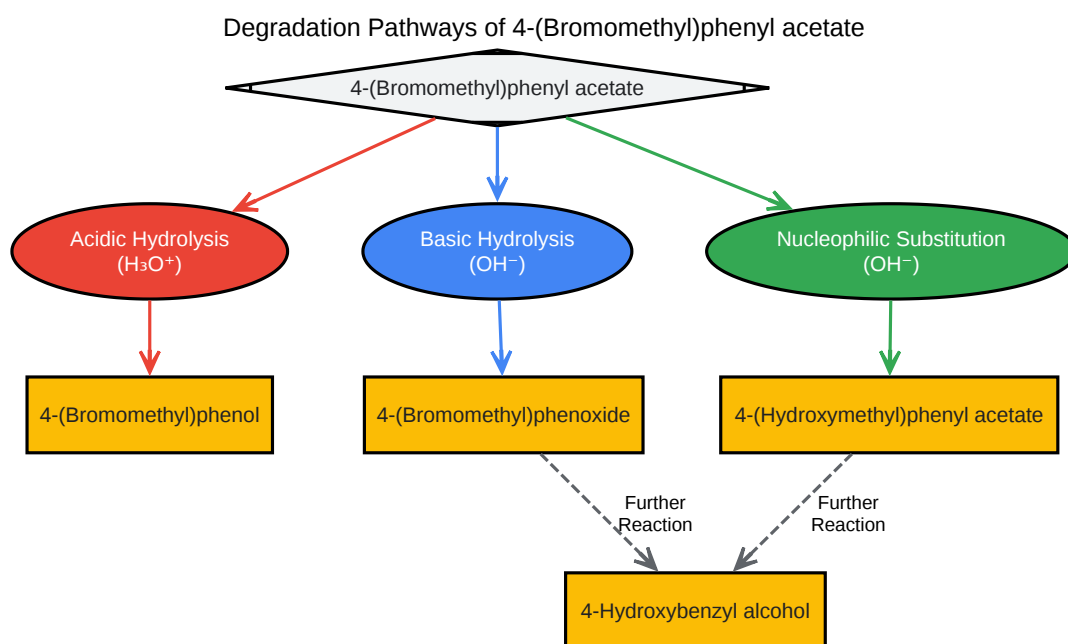 Degradation Pathways of 4-(Bromomethyl)phenyl acetate
4-(Bromomethyl)phenyl acetate
Acidic Hydrolysis
(H₃O⁺)
Basic Hydrolysis
(OH⁻)
Nucleophilic Substitution
(OH⁻)
4-(Bromomethyl)phenol
4-(Bromomethyl)phenoxide
4-(Hydroxymethyl)phenyl acetate
Further
Reaction
Further
Reaction
4-Hydroxybenzyl alcohol